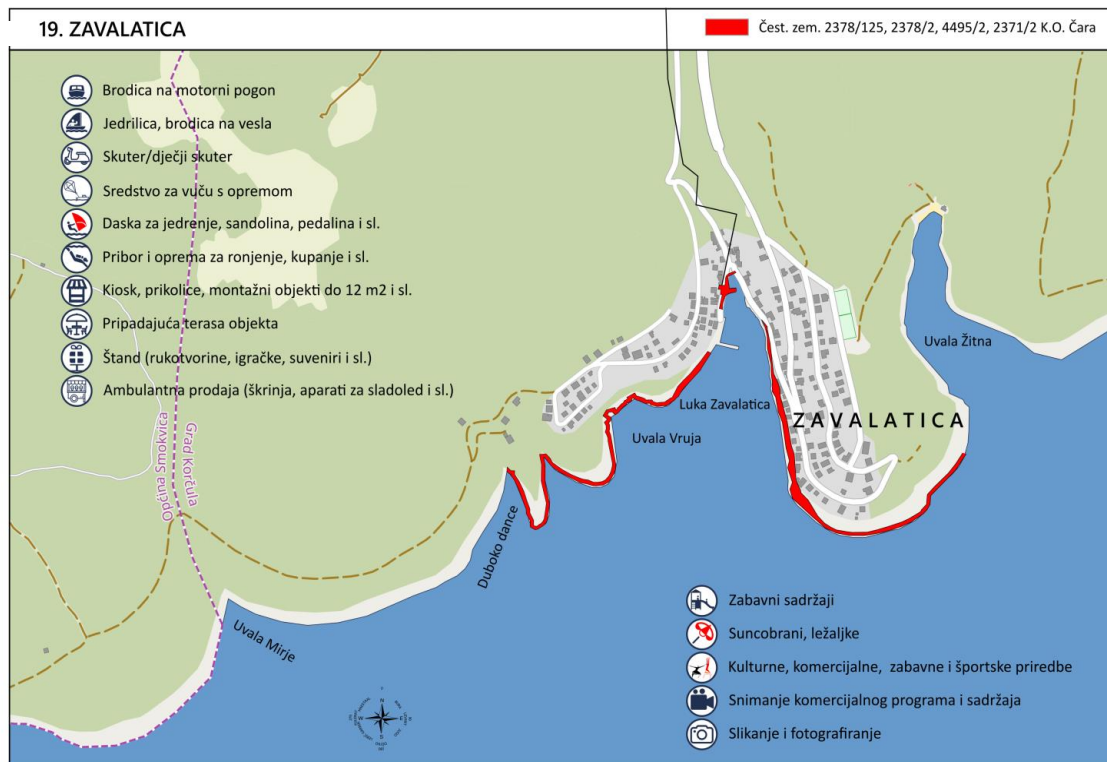 19. ZAVALATICA
Čest. zem. 2378/125, 2378/2, 4495/2, 2371/2 K.O. Čara
Brodica na motorni pogon
Jedrilica, brodica na vesla
Skuter/dječji skuter
Sredstvo za vuču s opremom
Daska za jedrenje, sandolina, pedalina i sl.
Pribor i oprema za ronjenje, kupanje i sl.
Kiosk, prikolice, montažni objekti do 12 m2 i sl.
Pripadajuća terasa objekta
Štand (rukotvorine, igračke, suveniri i sl.)
Ambulantna prodaja (škrinja, aparati za sladoled i sl.)
Općina Smokvica
Grad Korčula
Uvala Žitna
Luka Zavalatica
ZAVALATICA
Uvala Vruja
Duboko dance
Uvala Mirje
Zabavni sadržaji
Suncobrani, ležaljke
Kulturne, komercijalne, zabavne i športske priredbe
Snimanje komercijalnog programa i sadržaja
Slikanje i fotografiranje
N
W E
S